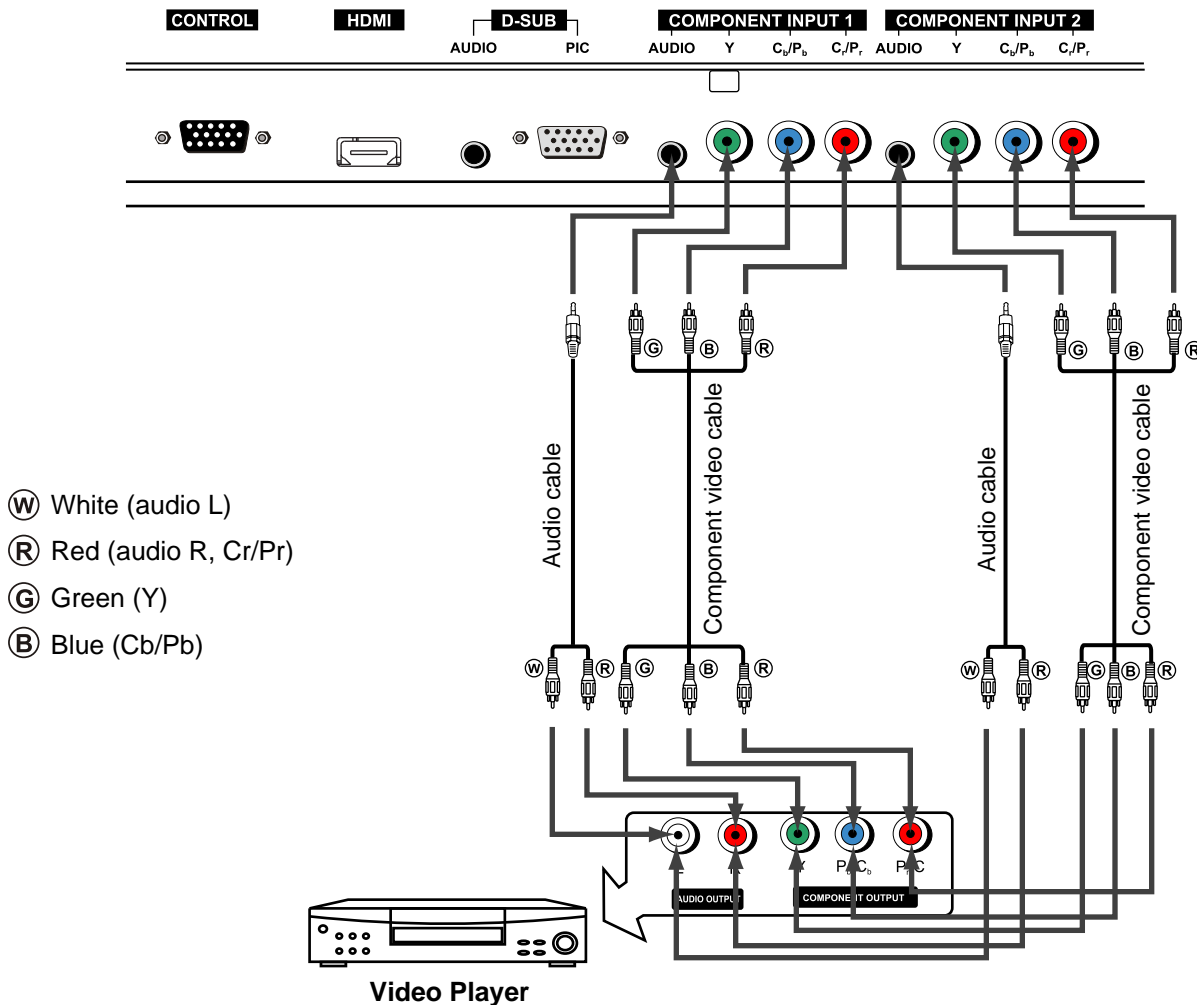 CONTROL HDMI D-SUB COMPONENT INPUT 1 COMPONENT INPUT 2
AUDIO PIC AUDIO Y Cb/Pb Cr/Pr AUDIO Y Cb/Pb Cr/Pr
G B R G B R
Audio cable
Component video cable
Audio cable
Component video cable
W White (audio L)
R Red (audio R, Cr/Pr)
G Green (Y)
B Blue (Cb/Pb)
W R G B R W R G B R
Y
AUDIO OUTPUT COMPONENT OUTPUT
Video Player